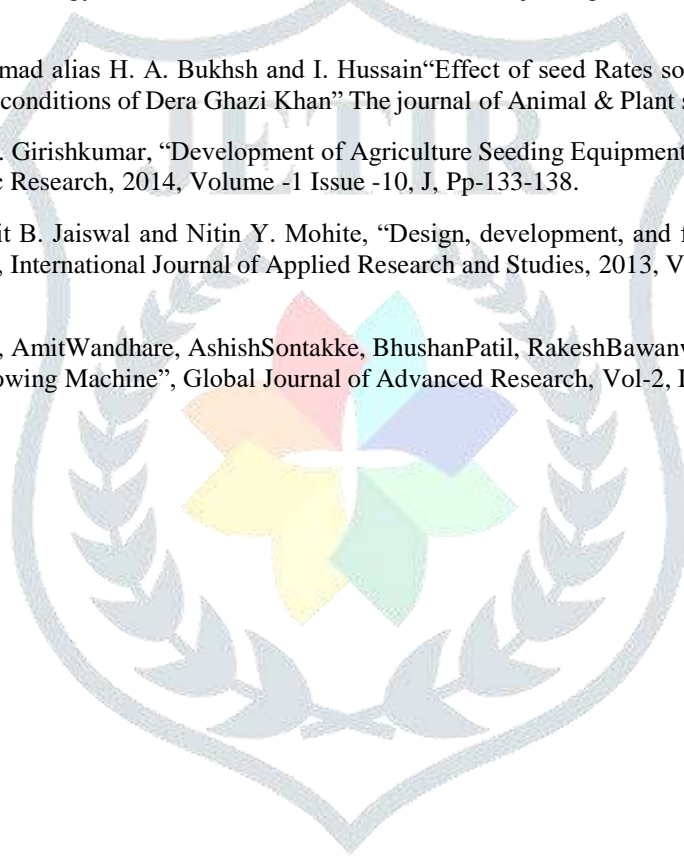 mad alias H. A. Bukhsh and I. Hussain“Effect of seed Rates so
conditions of Dera Ghazi Khan” The journal of Animal & Plant s
. Girishkumar, “Development of Agriculture Seeding Equipment
c Research, 2014, Volume -1 Issue -10, J, Pp-133-138.
it B. Jaiswal and Nitin Y. Mohite, “Design, development, and f
, International Journal of Applied Research and Studies, 2013, V
, AmitWandhare, AshishSontakke, BhushanPatil, RakeshBawanw
owing Machine”, Global Journal of Advanced Research, Vol-2, I
JETIR